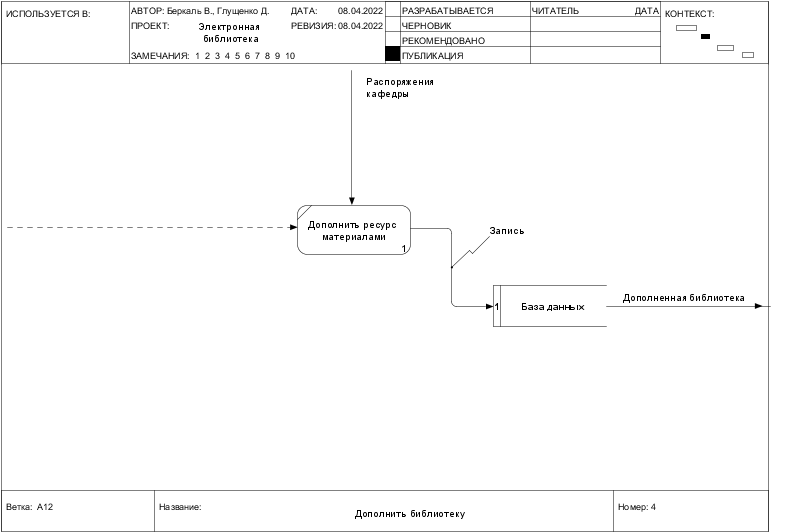 ИСПОЛЬЗУЕТСЯ В:
АВТОР: Беркаль В., Глущенко Д.
ДАТА: 08.04.2022
ПРОЕКТ: Электронная
библиотека
РЕВИЗИЯ: 08.04.2022
ЗАМЕЧАНИЯ: 1 2 3 4 5 6 7 8 9 10
РАЗРАБАТЫВАЕТСЯ
ЧЕРНОВИК
РЕКОМЕНДОВАНО
ПУБЛИКАЦИЯ
ЧИТАТЕЛЬ
ДАТА
КОНТЕКСТ:
Распоряжения
кафедры
Дополнить ресурс
материалами
1
Запись
1
База данных
Дополненная библиотека
Ветка: A12
Название:
Дополнить библиотеку
Номер: 4